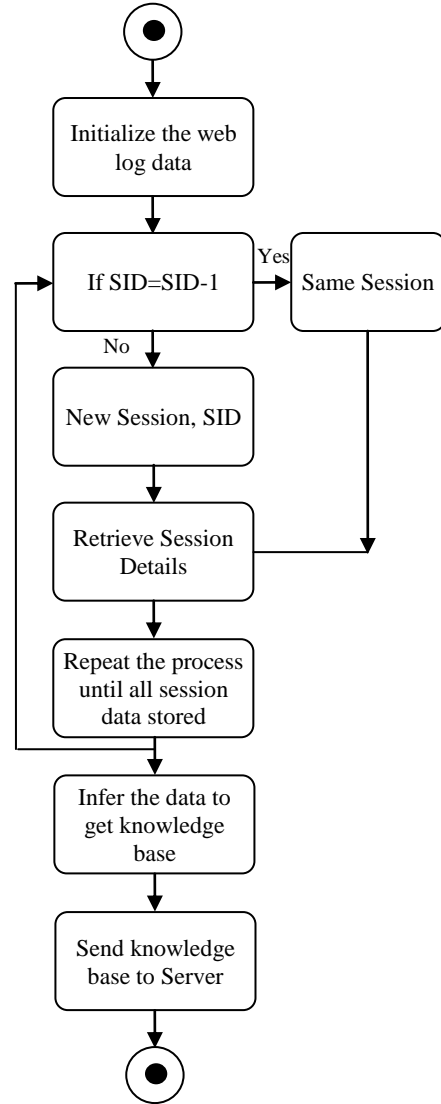 Initialize the web
log data
If SID=SID-1
Yes
Same Session
No
New Session, SID
Retrieve Session
Details
Repeat the process
until all session
data stored
Infer the data to
get knowledge
base
Send knowledge
base to Server